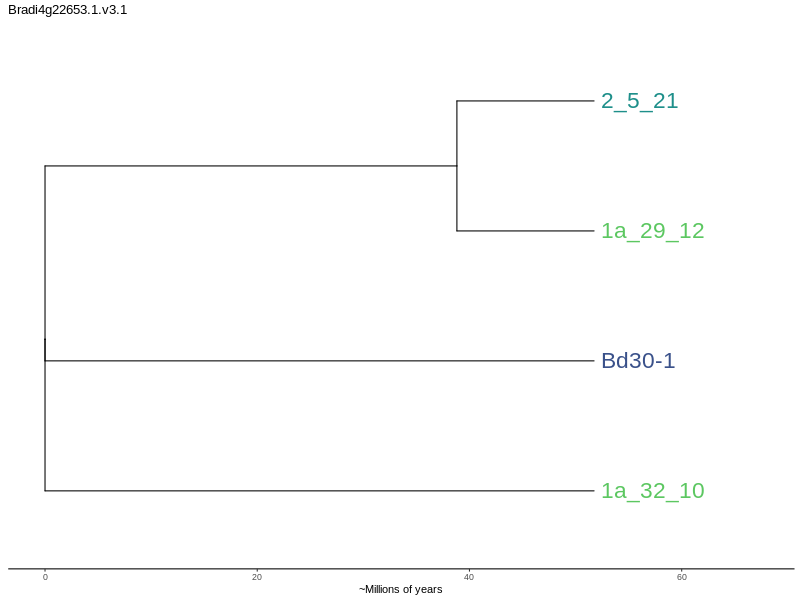 Bradi4g22653.1.v3.1
2_5_21
1a_29_12
Bd30-1
1a_32_10
0 20 40 60
~Millions of years